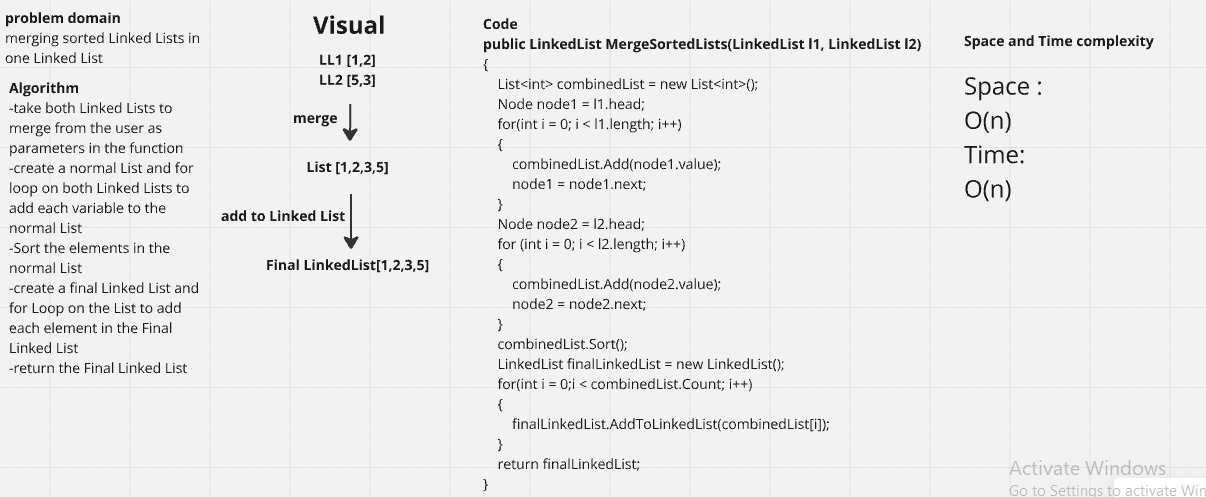 problem domain
merging sorted Linked Lists in
one Linked List
Algorithm
-take both Linked Lists to
merge from the user as
parameters in the function
-create a normal List and for
loop on both Linked Lists to
add each variable to the
normal List
-Sort the elements in the
normal List
-create a final Linked List and
for Loop on the List to add
each element in the Final
Linked List
-return the Final Linked List
Visual
LL1 [1,2]
LL2 [5,3]
merge
List [1,2,3,5]
add to Linked List
Final LinkedList[1,2,3,5]
Code
public LinkedList MergeSortedLists(LinkedList l1, LinkedList l2)
{
List<int> combinedList = new List<int>();
Node node1 = l1.head;
for(int i = 0; i < l1.length; i++)
{
combinedList.Add(node1.value);
node1 = node1.next;
}
Node node2 = l2.head;
for (int i = 0; i < l2.length; i++)
{
combinedList.Add(node2.value);
node2 = node2.next;
}
combinedList.Sort();
LinkedList finalLinkedList = new LinkedList();
for(int i = 0;i < combinedList.Count; i++)
{
finalLinkedList.AddToLinkedList(combinedList[i]);
}
return finalLinkedList;
}
Space and Time complexity
Space :
O(n)
Time:
O(n)
Activate Windows
Go to Settings to activate Win